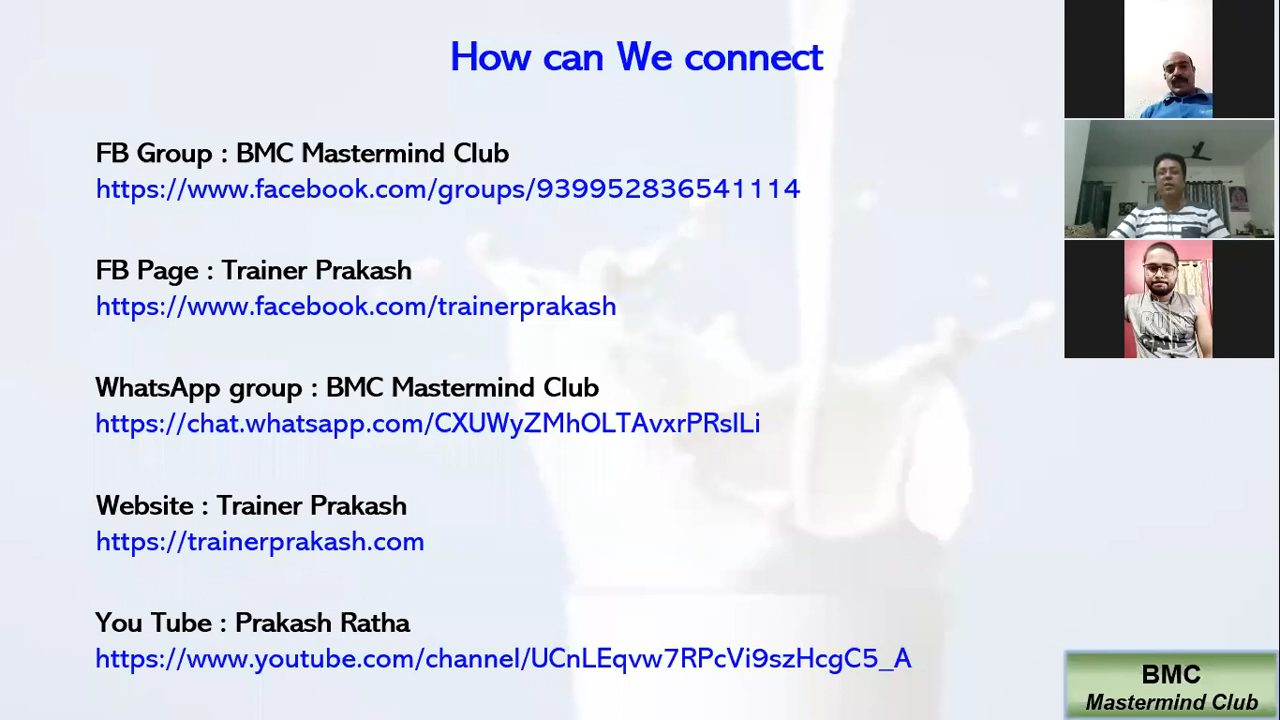 How can We connect
FB Group : BMC Mastermind Club
https://www.facebook.com/groups/939952836541114
FB Page : Trainer Prakash
https://www.facebook.com/trainerprakash
WhatsApp group : BMC Mastermind Club
https://chat.whatsapp.com/CXUWyZMhOLTAvxrPRsILi
Website : Trainer Prakash
https://trainerprakash.com
You Tube : Prakash Ratha
https://www.youtube.com/channel/UCnLEqvw7RPcVi9szHcgC5_A
BMC
Mastermind Club